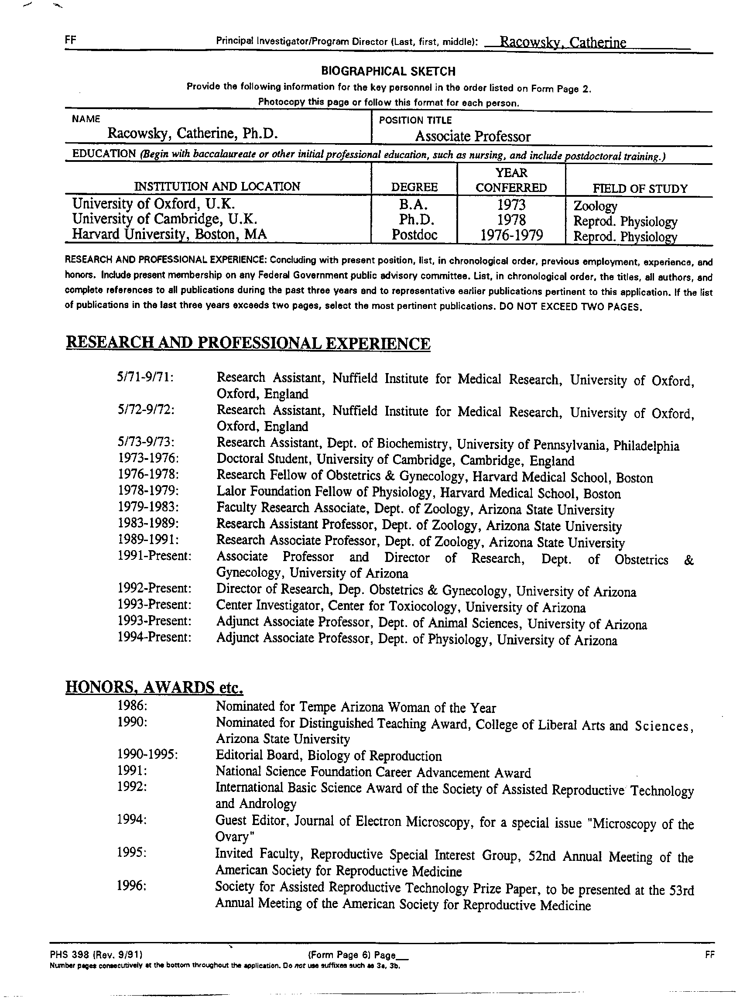 FF Principal Investigator/Program Director (Last, first, middle): Racowsky, Catherine
BIOGRAPHICAL SKETCH
Provide the following information for the key personnel in the order listed on Form Page 2.
Photocopy this page or follow this format for each person.
NAME POSITION TITLE
Racowsky, Catherine, Ph.D. Associate Professor
EDUCATION (Begin with baccalaureate or other initial professional education, such as nursing, and include postdoctoral training.)
INSTITUTION AND LOCATION DEGREE YEAR CONFERRED FIELD OF STUDY
University of Oxford, U.K. B.A. 1973 Zoology
University of Cambridge, U.K. Ph.D. 1978 Reprod. Physiology
Harvard University, Boston, MA Postdoc 1976-1979 Reprod. Physiology
RESEARCH AND PROFESSIONAL EXPERIENCE: Concluding with present position, list, in chronological order, previous employment, experience, and
honors. Include present membership on any Federal Government public advisory committee. List, in chronological order, the titles, all authors, and
complete references to all publications during the past three years and to representative earlier publications pertinent to this application. If the list
of publications in the last three years exceeds two pages, select the most pertinent publications. DO NOT EXCEED TWO PAGES.
RESEARCH AND PROFESSIONAL EXPERIENCE
5/71-9/71: Research Assistant, Nuffield Institute for Medical Research, University of Oxford,
Oxford, England
5/72-9/72: Research Assistant, Nuffield Institute for Medical Research, University of Oxford,
Oxford, England
5/73-9/73: Research Assistant, Dept. of Biochemistry, University of Pennsylvania, Philadelphia
1973-1976: Doctoral Student, University of Cambridge, Cambridge, England
1976-1978: Research Fellow of Obstetrics & Gynecology, Harvard Medical School, Boston
1978-1979: Lalor Foundation Fellow of Physiology, Harvard Medical School, Boston
1979-1983: Faculty Research Associate, Dept. of Zoology, Arizona State University
1983-1989: Research Assistant Professor, Dept. of Zoology, Arizona State University
1989-1991: Research Associate Professor, Dept. of Zoology, Arizona State University
1991-Present: Associate Professor and Director of Research, Dept. of Obstetrics &
Gynecology, University of Arizona
1992-Present: Director of Research, Dep. Obstetrics & Gynecology, University of Arizona
1993-Present: Center Investigator, Center for Toxiocology, University of Arizona
1993-Present: Adjunct Associate Professor, Dept. of Animal Sciences, University of Arizona
1994-Present: Adjunct Associate Professor, Dept. of Physiology, University of Arizona
HONORS, AWARDS etc.
1986: Nominated for Tempe Arizona Woman of the Year
1990: Nominated for Distinguished Teaching Award, College of Liberal Arts and Sciences,
Arizona State University
1990-1995: Editorial Board, Biology of Reproduction
1991: National Science Foundation Career Advancement Award
1992: International Basic Science Award of the Society of Assisted Reproductive Technology
and Andrology
1994: Guest Editor, Journal of Electron Microscopy, for a special issue "Microscopy of the
Ovary"
1995: Invited Faculty, Reproductive Special Interest Group, 52nd Annual Meeting of the
American Society for Reproductive Medicine
1996: Society for Assisted Reproductive Technology Prize Paper, to be presented at the 53rd
Annual Meeting of the American Society for Reproductive Medicine
PHS 398 (Rev. 9/91) (Form Page 6) Page__ FF
Number pages consecutively at the bottom throughout the application. Do not use suffixes such as 3a, 3b.